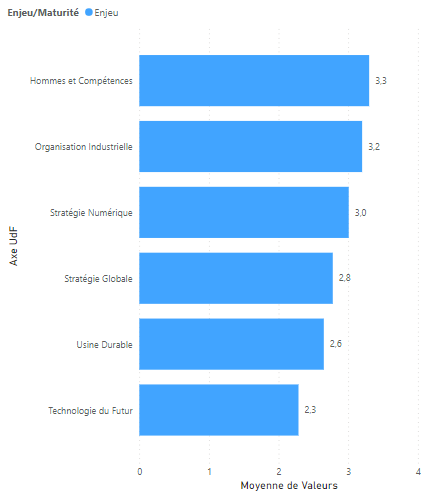 Enjeu/Maturité Enjeu
Hommes et Compétences 3,3
Organisation Industrielle 3,2
Stratégie Numérique 3,0
Stratégie Globale 2,8
Usine Durable 2,6
Technologie du Futur 2,3
Axe UdF
0 1 2 3 4
Moyenne de Valeurs